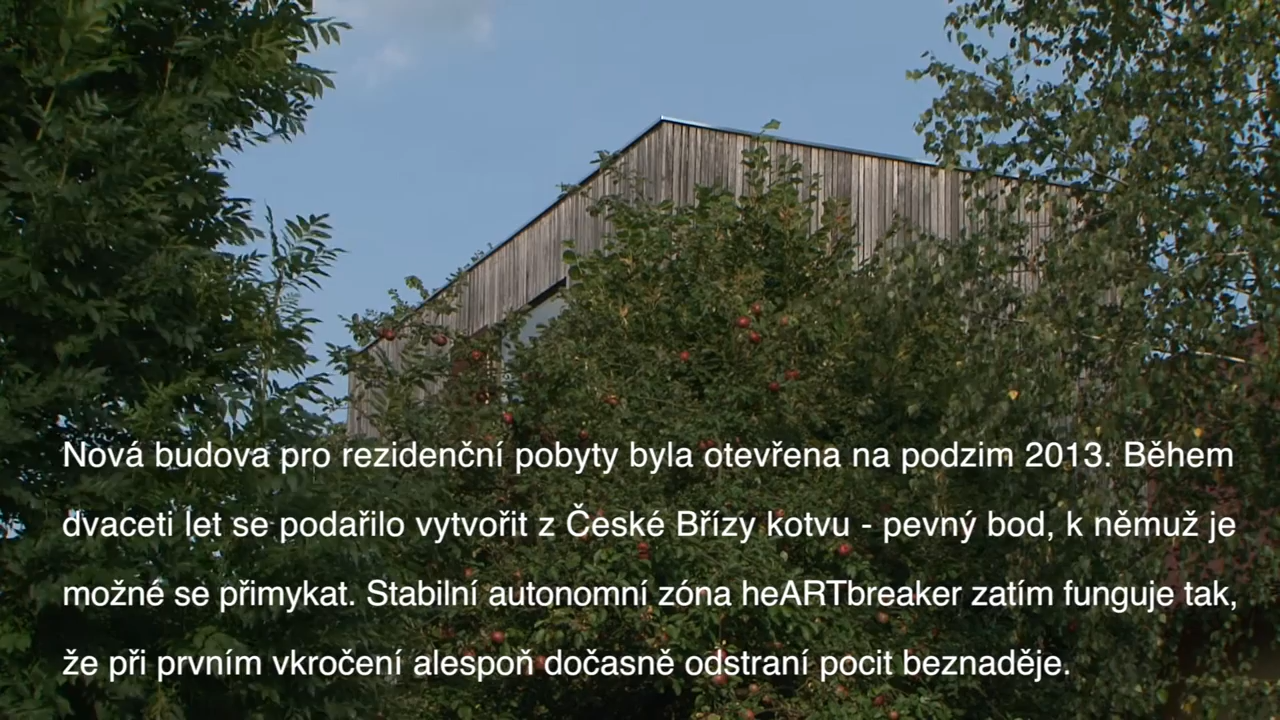 Nová budova pro rezidenční pobyty byla otevřena na podzim 2013. Během
dvaceti let se podařilo vytvořit z České Břízy kotvu - pevný bod, k němuž je
možné se přimykat. Stabilní autonomní zóna heARTbreaker zatím funguje tak,
že při prvním vkročení alespoň dočasně odstraní pocit beznaděje.